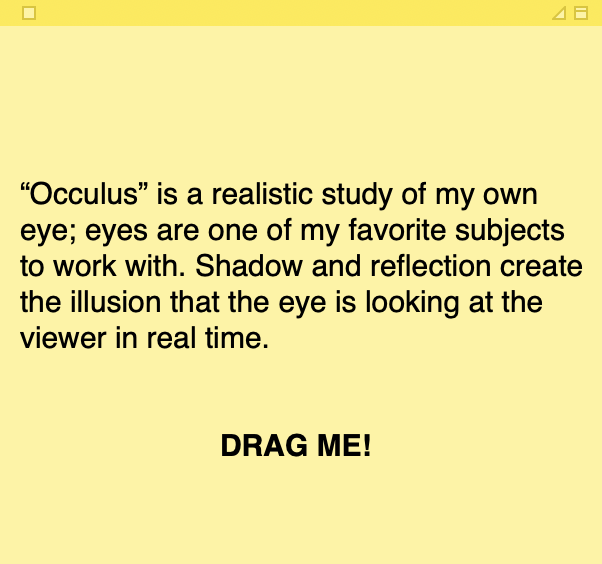 “Occulus” is a realistic study of my own
eye; eyes are one of my favorite subjects
to work with. Shadow and reflection create
the illusion that the eye is looking at the
viewer in real time.
DRAG ME!